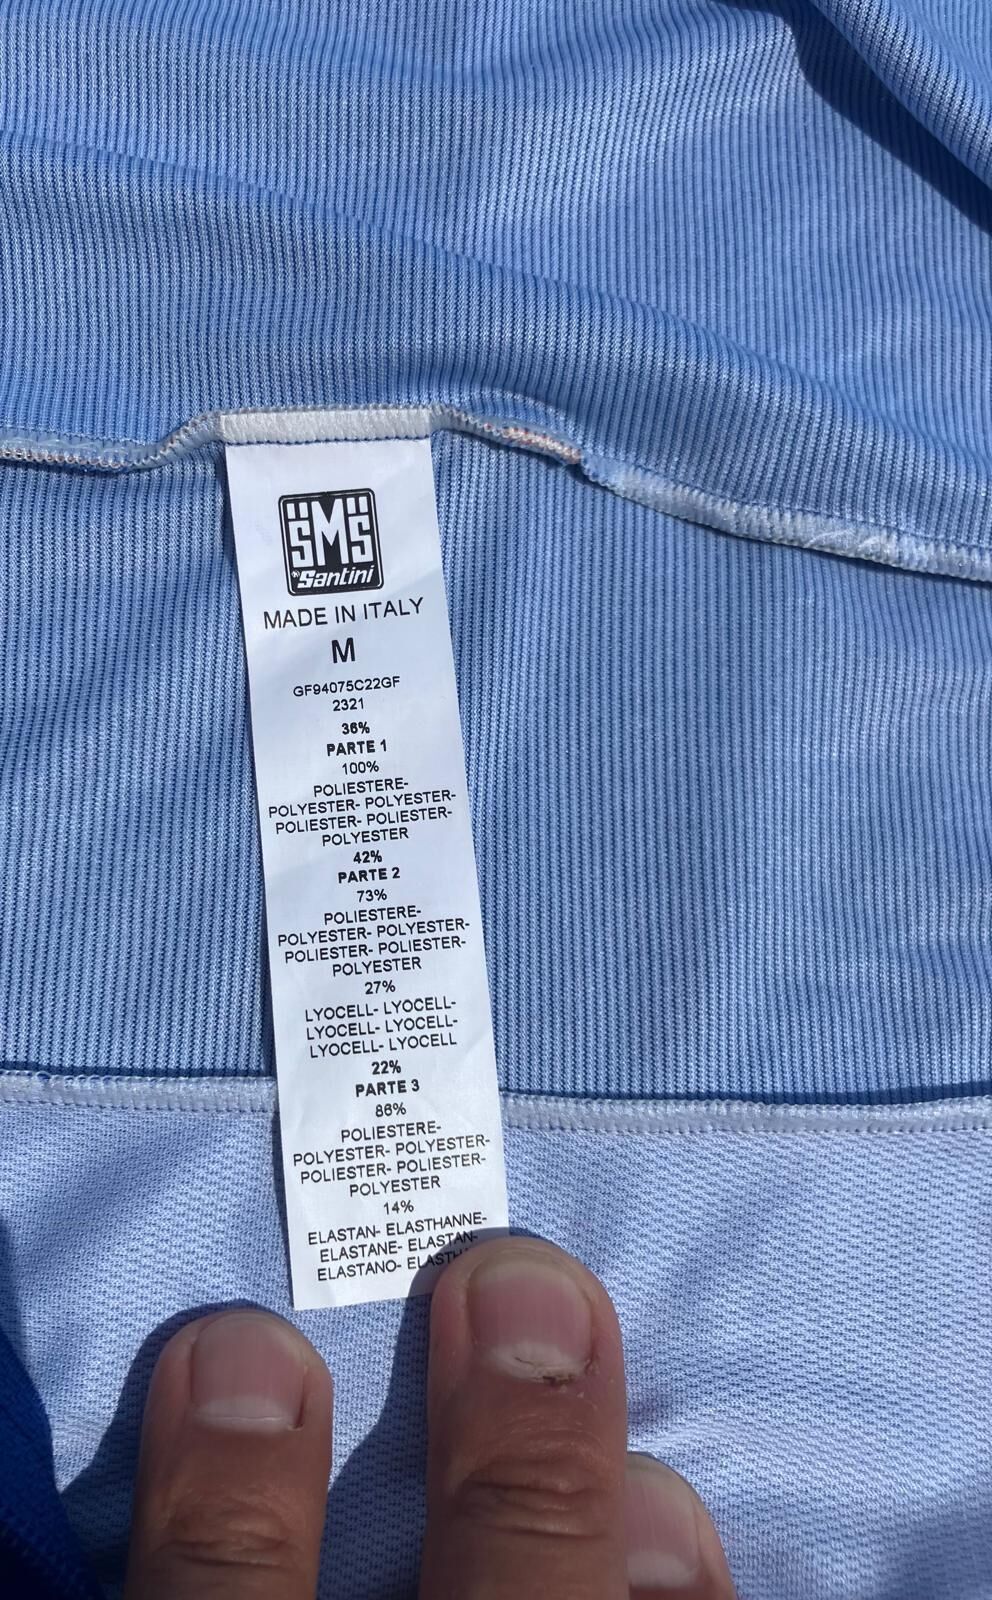 SMS
Santini
MADE IN ITALY
M
GF94075C22GF
2321
36%
PARTE 1
100%
POLIESTERE-
POLYESTER- POLYESTER-
POLIESTER- POLIESTER-
POLYESTER
42%
PARTE 2
73%
POLIESTERE-
POLYESTER- POLYESTER-
POLIESTER- POLIESTER-
POLYESTER
27%
LYOCELL- LYOCELL-
LYOCELL- LYOCELL-
LYOCELL- LYOCELL
22%
PARTE 3
86%
POLIESTERE-
POLYESTER- POLYESTER-
POLIESTER- POLIESTER-
POLYESTER
14%
ELASTAN- ELASTHANNE-
ELASTANE- ELASTAN-
ELASTANO-